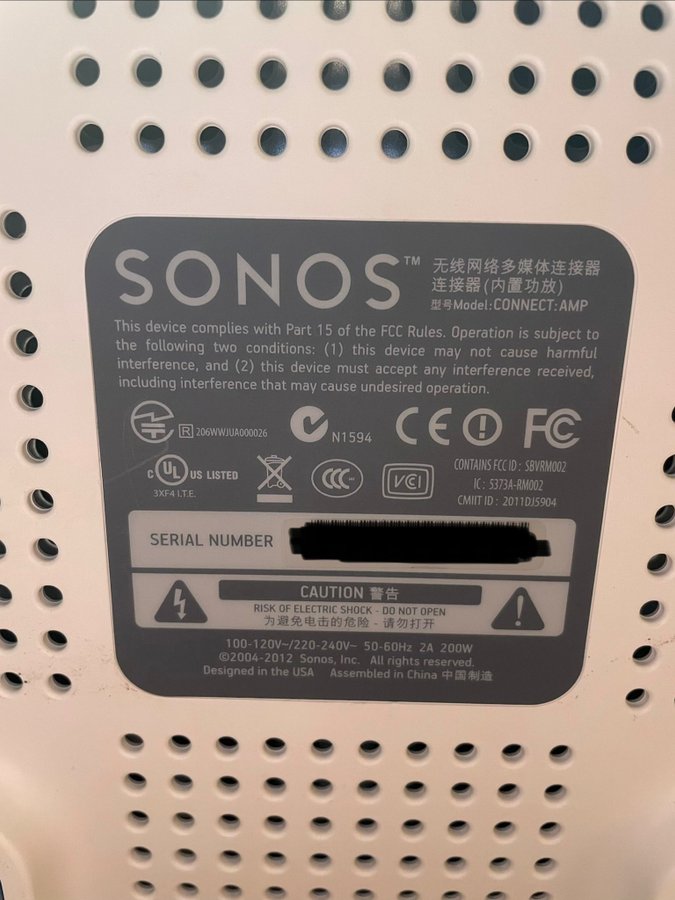 SONOS™
无线网络多媒体连接器
连接器(内置功放)
型号Model:CONNECT:AMP
This device complies with Part 15 of the FCC Rules. Operation is subject to
the following two conditions: (1) this device may not cause harmful
interference, and (2) this device must accept any interference received,
including interference that may cause undesired operation.
R 206WWJUA000026
N1594
CE
FC
C UL US LISTED
3XF4 I.T.E.
CCC
VCI
CONTAINS FCC ID : SBVRM002
IC : 5373A-RM002
CMIIT ID : 2011DJ5904
SERIAL NUMBER
CAUTION 警告
RISK OF ELECTRIC SHOCK - DO NOT OPEN
为避免电击的危险 - 请勿打开
100-120V~/220-240V~ 50-60Hz 2A 200W
©2004-2012 Sonos, Inc. All rights reserved.
Designed in the USA Assembled in China 中国制造